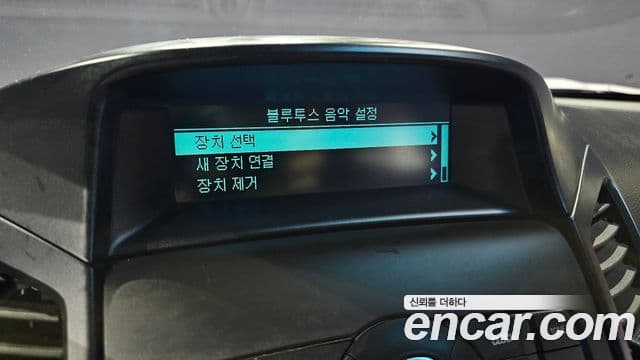 블루투스 음악 설정
장치 선택
새 장치 연결
장치 제거
신뢰를 더하다
encar.com